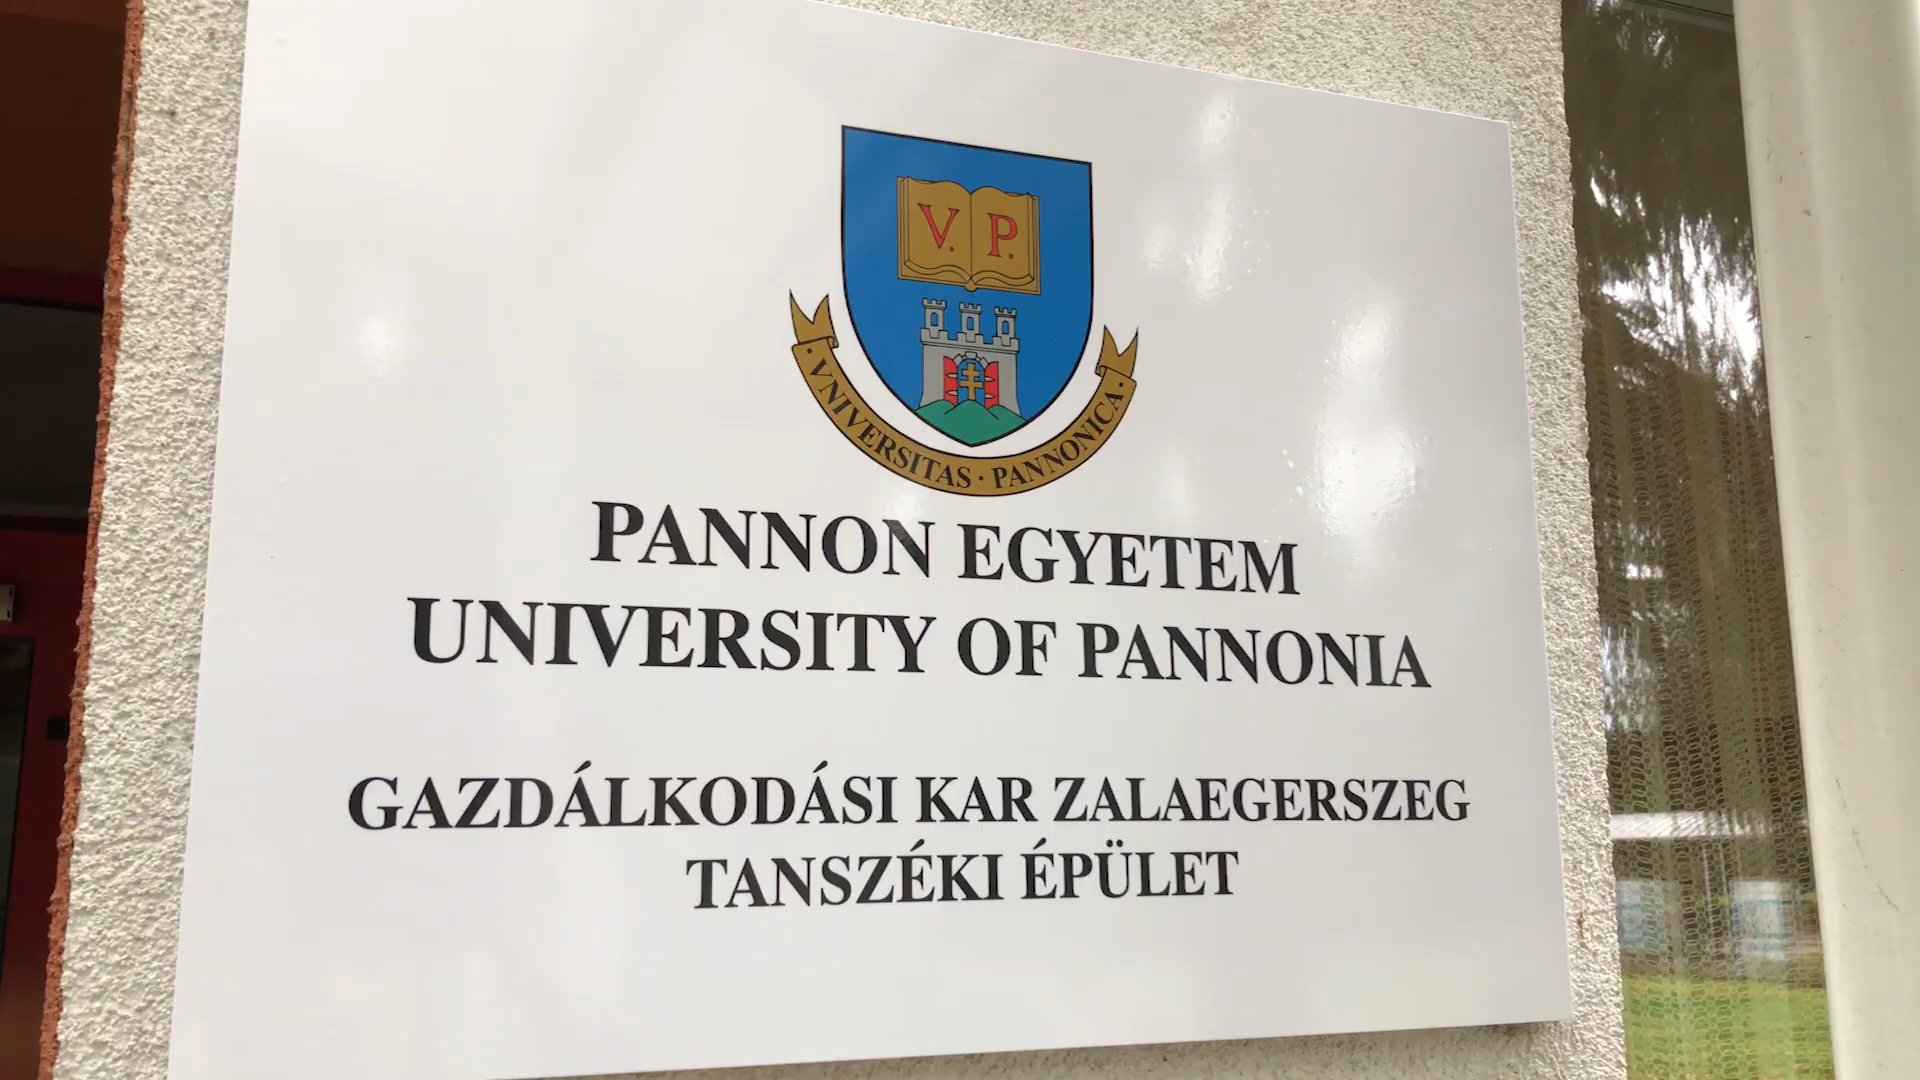 V. P.
· VNIVERSITAS · PANNONICA ·
PANNON EGYETEM
UNIVERSITY OF PANNONIA
GAZDÁLKODÁSI KAR ZALAEGERSZEG
TANSZÉKI ÉPÜLET